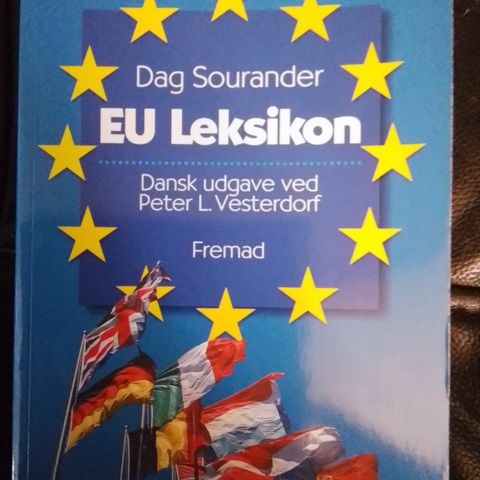 Dag Sourander
EU Leksikon
Dansk udgave ved
Peter L. Vesterdorf
Fremad